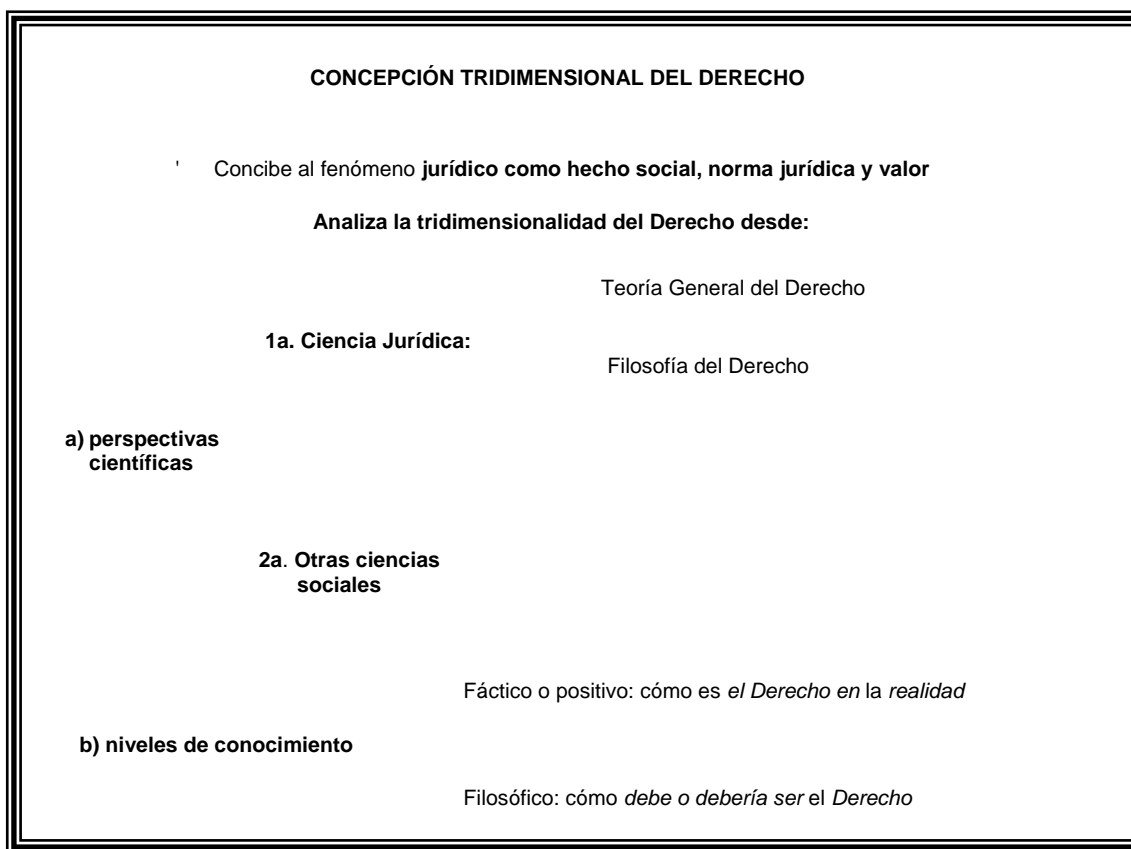 CONCEPCIÓN TRIDIMENSIONAL DEL DERECHO
' Concibe al fenómeno jurídico como hecho social, norma jurídica y valor
Analiza la tridimensionalidad del Derecho desde:
Teoría General del Derecho
1a. Ciencia Jurídica:
Filosofía del Derecho
a) perspectivas
científicas
2a. Otras ciencias
sociales
Fáctico o positivo: cómo es el Derecho en la realidad
b) niveles de conocimiento
Filosófico: cómo debe o debería ser el Derecho